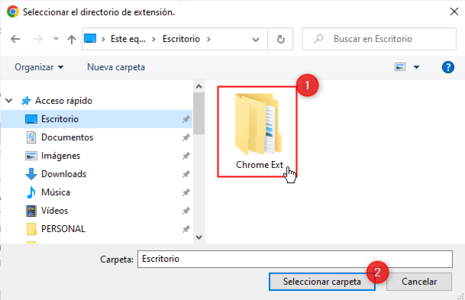 Seleccionar el directorio de extensión.
Este eq... Escritorio
Buscar en Escritorio
Organizar
Nueva carpeta
1
Acceso rápido
Escritorio
Documentos
Imágenes
Downloads
Música
Vídeos
PERSONAL
Chrome Ext
Carpeta: Escritorio
2
Seleccionar carpeta
Cancelar